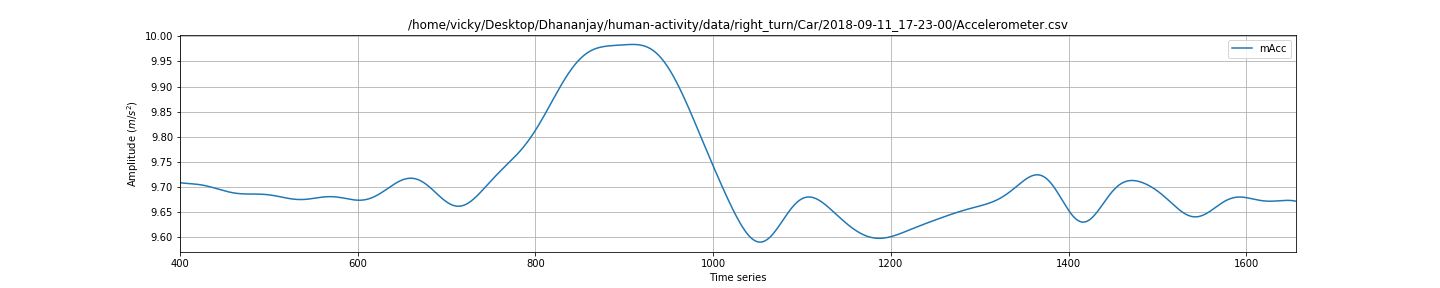 /home/vicky/Desktop/Dhananjay/human-activity/data/right_turn/Car/2018-09-11_17-23-00/Accelerometer.csv
mAcc
Amplitude (m/s²)
10.00
9.95
9.90
9.85
9.80
9.75
9.70
9.65
9.60
400 600 800 1000 1200 1400 1600
Time series